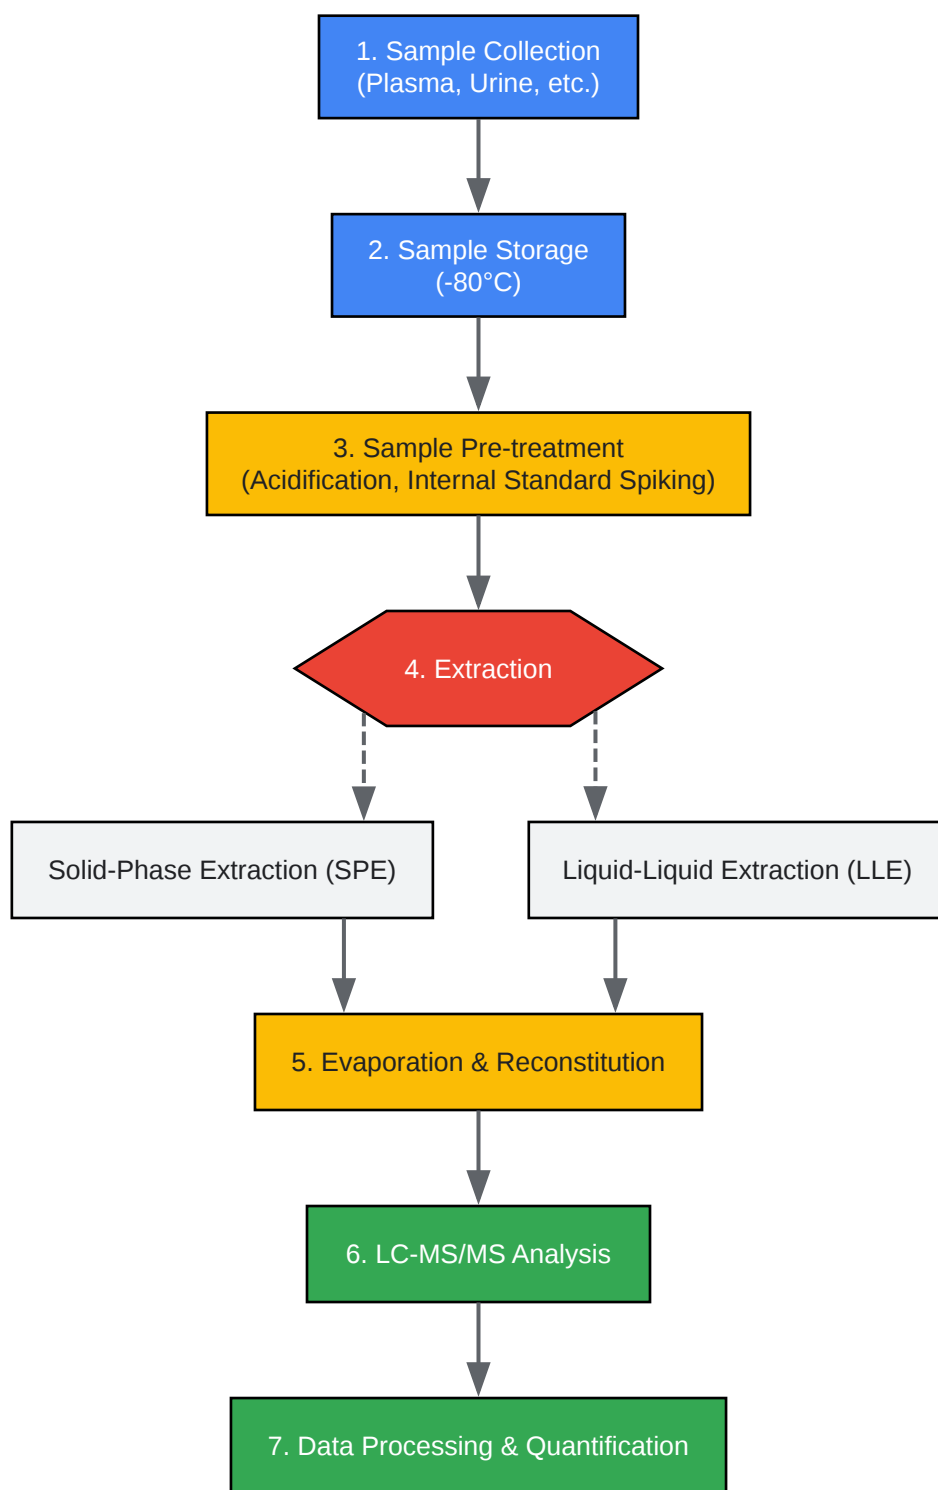 1. Sample Collection
(Plasma, Urine, etc.)
2. Sample Storage
(-80°C)
3. Sample Pre-treatment
(Acidification, Internal Standard Spiking)
4. Extraction
Solid-Phase Extraction (SPE)
Liquid-Liquid Extraction (LLE)
5. Evaporation & Reconstitution
6. LC-MS/MS Analysis
7. Data Processing & Quantification